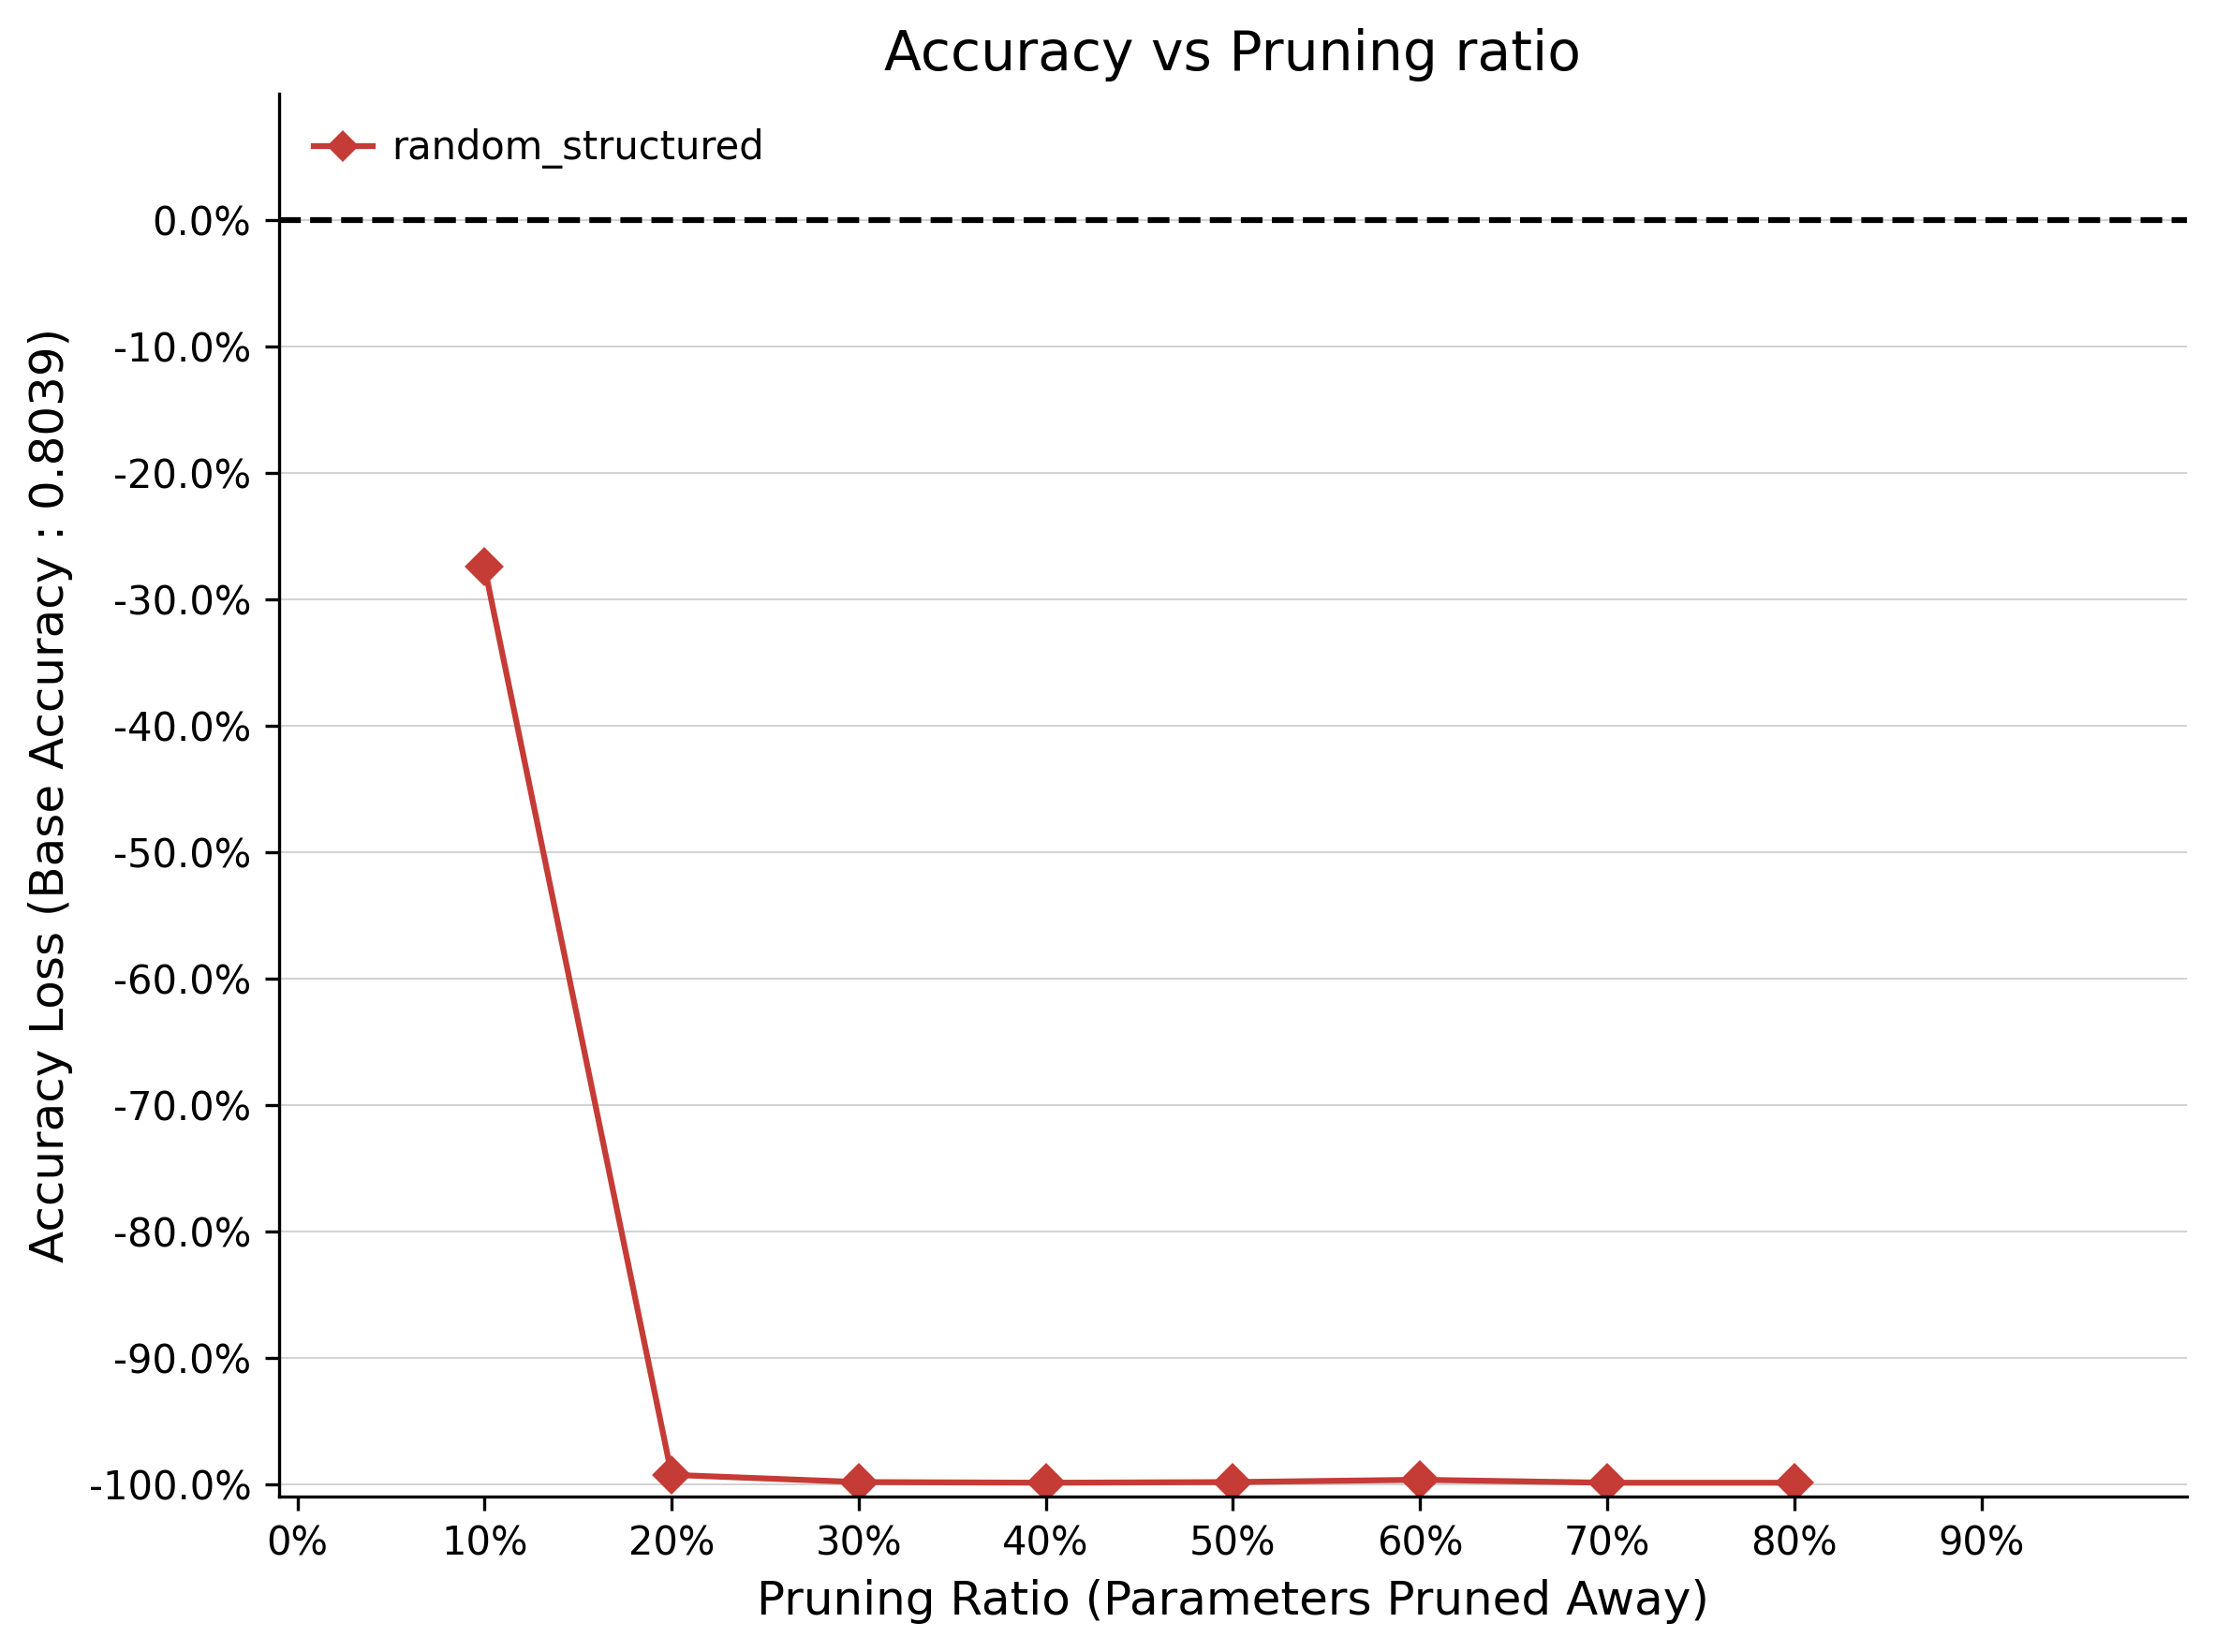 Accuracy vs Pruning ratio
random_structured
0.0%
-10.0%
-20.0%
-30.0%
-40.0%
-50.0%
-60.0%
-70.0%
-80.0%
-90.0%
-100.0%
Accuracy Loss (Base Accuracy : 0.8039)
0% 10% 20% 30% 40% 50% 60% 70% 80% 90%
Pruning Ratio (Parameters Pruned Away)